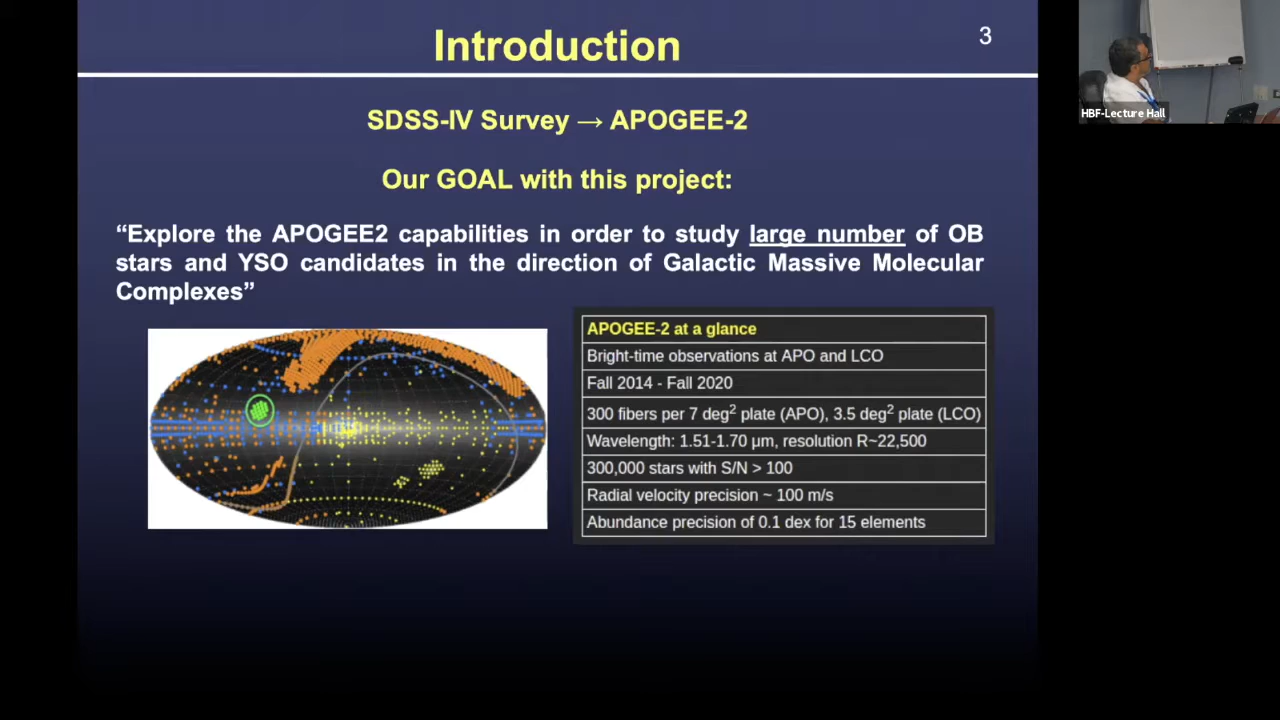 Introduction
3
SDSS-IV Survey → APOGEE-2
Our GOAL with this project:
“Explore the APOGEE2 capabilities in order to study large number of OB
stars and YSO candidates in the direction of Galactic Massive Molecular
Complexes”
APOGEE-2 at a glance
Bright-time observations at APO and LCO
Fall 2014 - Fall 2020
300 fibers per 7 deg² plate (APO), 3.5 deg² plate (LCO)
Wavelength: 1.51-1.70 μm, resolution R~22,500
300,000 stars with S/N > 100
Radial velocity precision ~ 100 m/s
Abundance precision of 0.1 dex for 15 elements
HBF-Lecture Hall